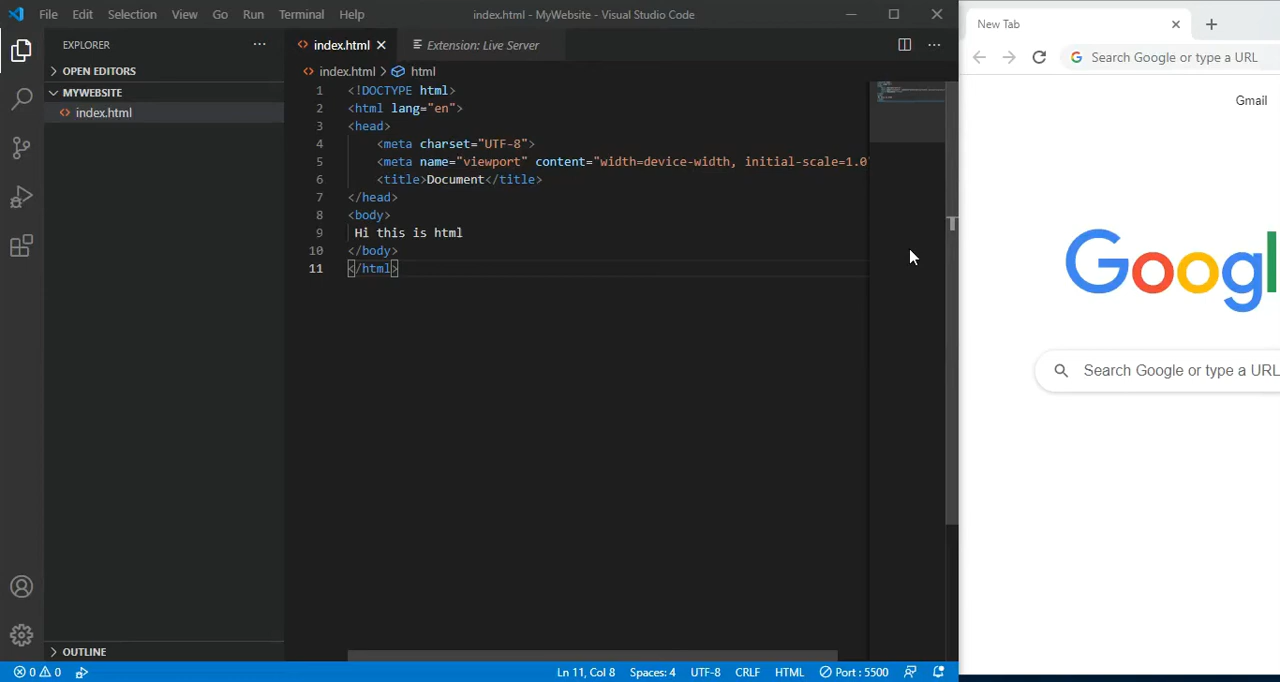 File Edit Selection View Go Run Terminal Help
index.html - MyWebsite - Visual Studio Code
EXPLORER
OPEN EDITORS
MYWEBSITE
index.html
OUTLINE
index.html
Extension: Live Server
index.html > html
1 <!DOCTYPE html>
2 <html lang="en">
3 <head>
4 <meta charset="UTF-8">
5 <meta name="viewport" content="width=device-width, initial-scale=1.0
6 <title>Document</title>
7 </head>
8 <body>
9 Hi this is html
10 </body>
11 </html>
0 0
Ln 11, Col 8 Spaces: 4 UTF-8 CRLF HTML Port : 5500
New Tab
Search Google or type a URL
Gmail
Googl
Search Google or type a URL